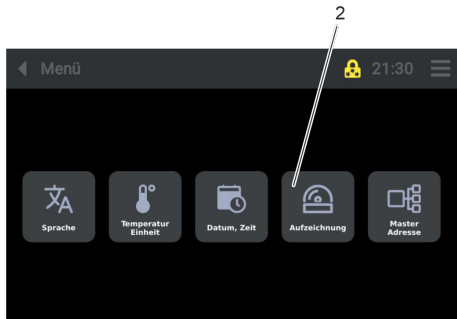 2
Menü 21:30
Sprache
Temperatur
Einheit
Datum, Zeit
Aufzeichnung
Master
Adresse